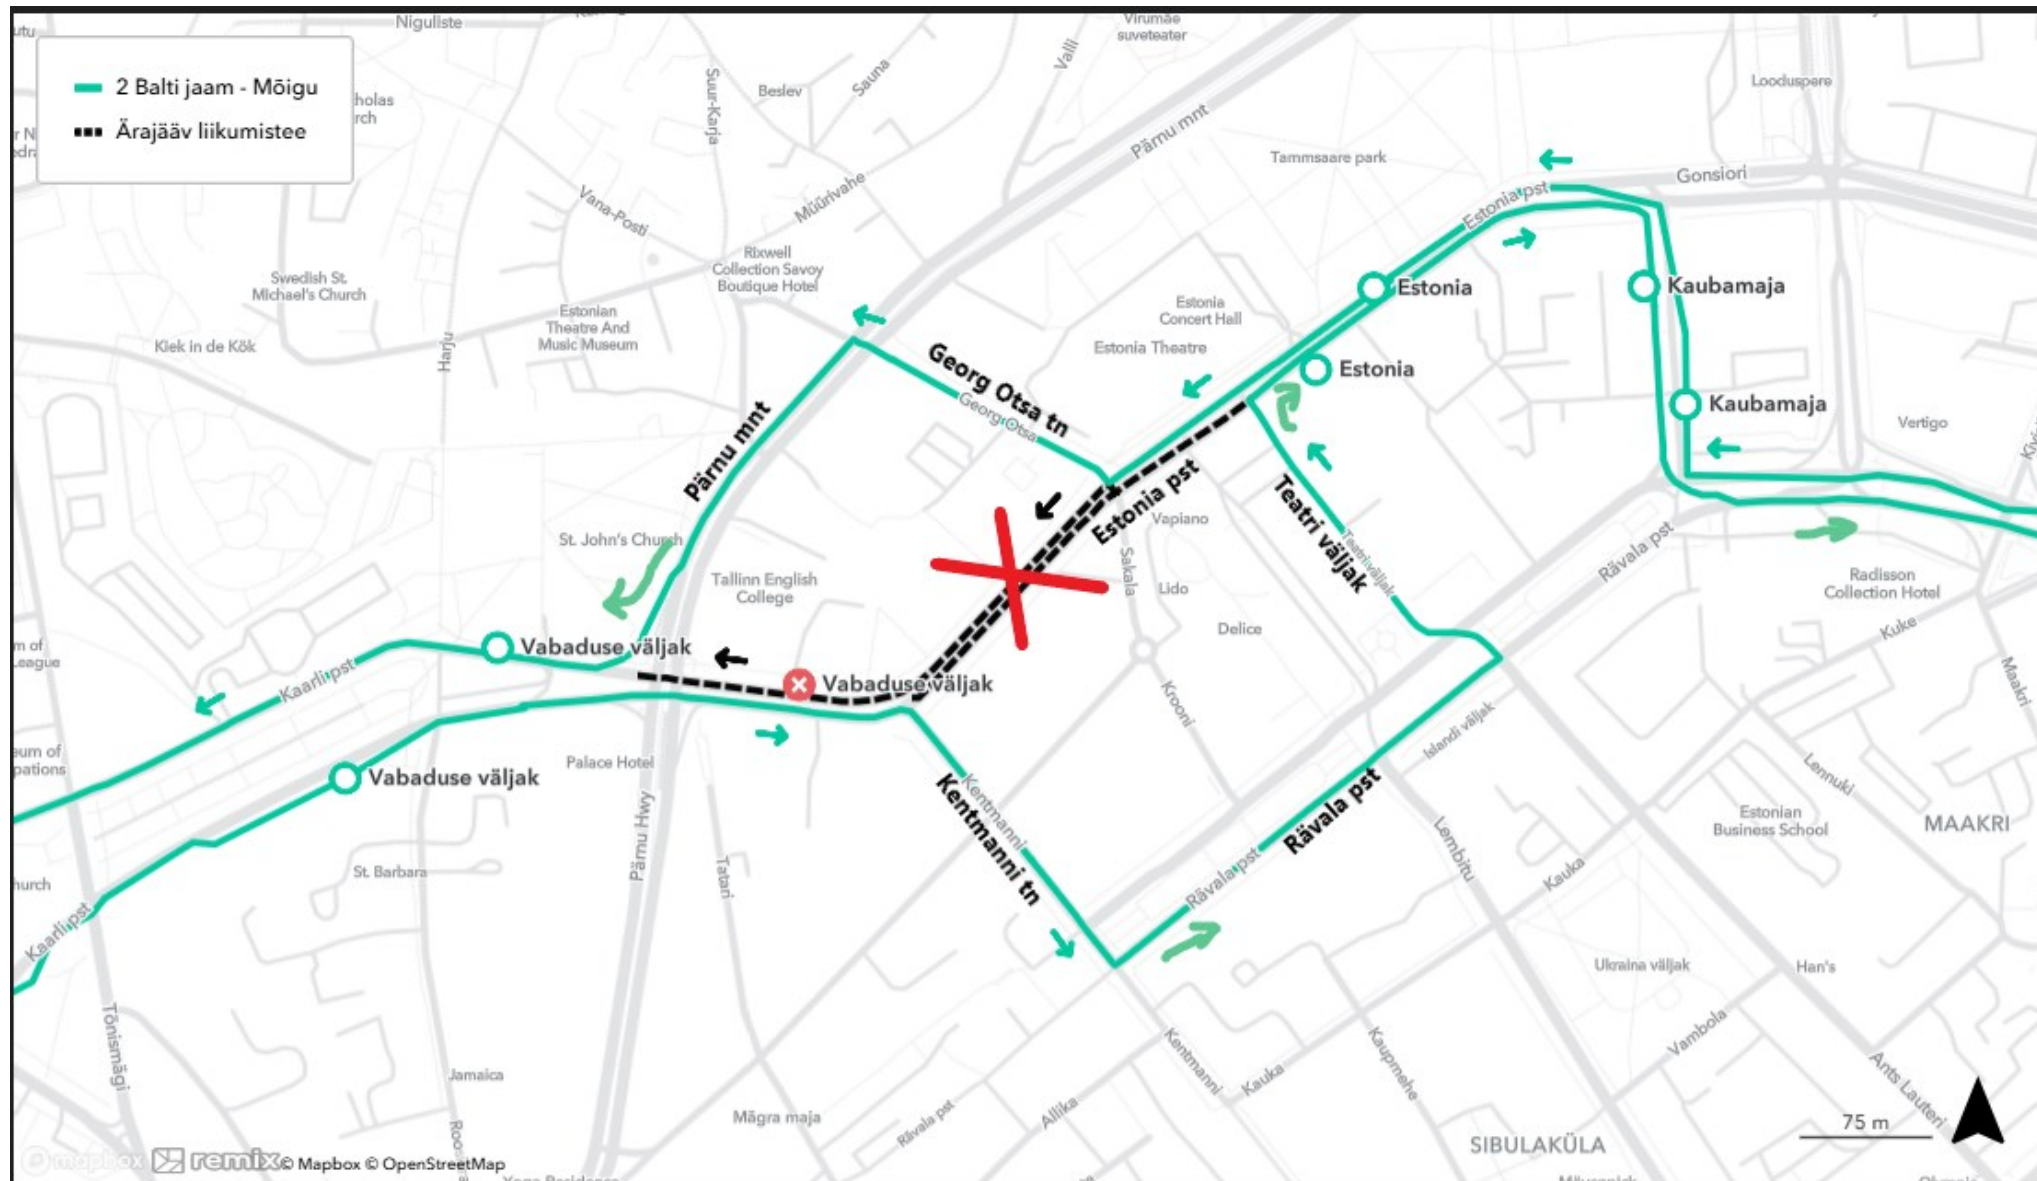 2 Balti jaam - Mõigu
Ärajääv liikumistee
Niguliste
Suur-Karja
Beslev
Sauna
Valli
Virumäe
suveteater
Pärnu mnt
Looduspere
Tammsaare park
Gonsiori
Estonia pst
Müürivahe
Vana-Posti
Rixwell
Collection Savoy
Boutique Hotel
Swedish St.
Michael's Church
Estonian
Theatre And
Music Museum
Kiek in de Kök
Harju
Estonia
Concert Hall
Estonia Theatre
Estonia
Estonia
Kaubamaja
Kaubamaja
Vertigo
Georg Otsa tn
Georg Otsa
Pärnu mnt
Estonia pst
Vapiano
Sakala
Lido
Delice
Krooni
Teatri väljak
Teatri väljak
Rävala pst
Radisson
Collection Hotel
Kuke
Maakri
St. John's Church
Tallinn English
College
Vabaduse väljak
Vabaduse väljak
Vabaduse väljak
Kaarli pst
Kaarli pst
Palace Hotel
Pärnu Hwy
Tatari
St. Barbara
Kentmanni
Kentmanni tn
Islandi väljak
Rävala pst
Rävala pst
Lembitu
Lennuki
Estonian
Business School
MAAKRI
Kauka
Ukraina väljak
Han's
Vambola
Ants Lauteri
Kaupmehe
Kentmanni
Kauka
Allika
Rävala pst
Mägra maja
Jamaica
Tõnismägi
SIBULAKÜLA
75 m
mapbox remix © Mapbox © OpenStreetMap